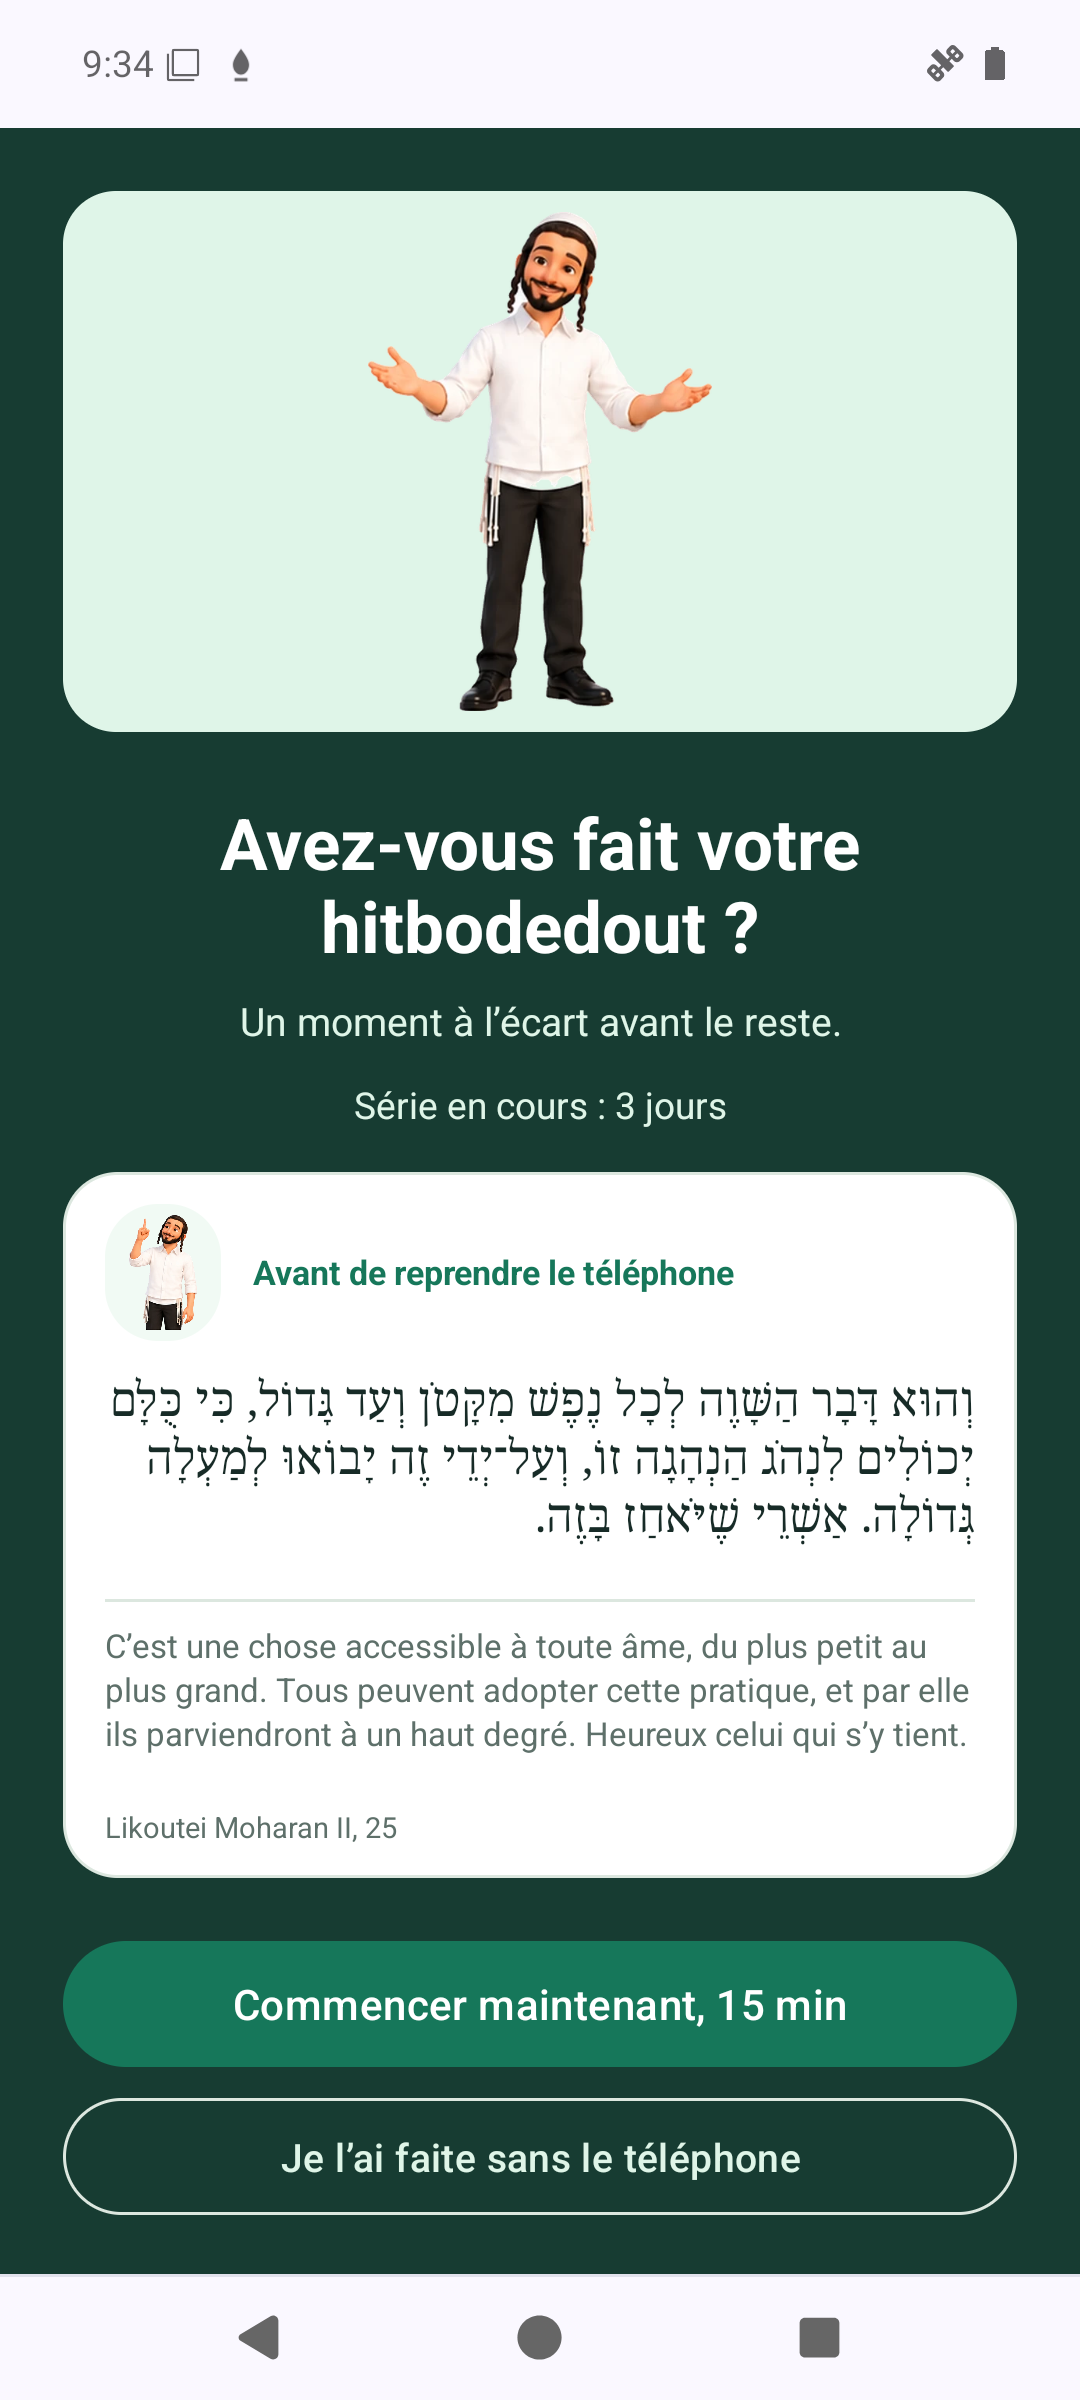 9:34
Avez-vous fait votre
hitbodedout ?
Un moment à l’écart avant le reste.
Série en cours : 3 jours
Avant de reprendre le téléphone
וְהוּא דָּבָר הַשָּׁוֶה לְכָל נֶפֶשׁ מִקָּטֹן וְעַד גָּדוֹל, כִּי כֻּלָּם
יְכוֹלִים לִנְהֹג הַנְהָגָה זוֹ, וְעַל־יְדֵי זֶה יָבוֹאוּ לְמַעְלָה
גְּדוֹלָה. אַשְׁרֵי שֶׁיֹּאחַז בָּזֶה.
C’est une chose accessible à toute âme, du plus petit au
plus grand. Tous peuvent adopter cette pratique, et par elle
ils parviendront à un haut degré. Heureux celui qui s’y tient.
Likoutei Moharan II, 25
Commencer maintenant, 15 min
Je l’ai faite sans le téléphone